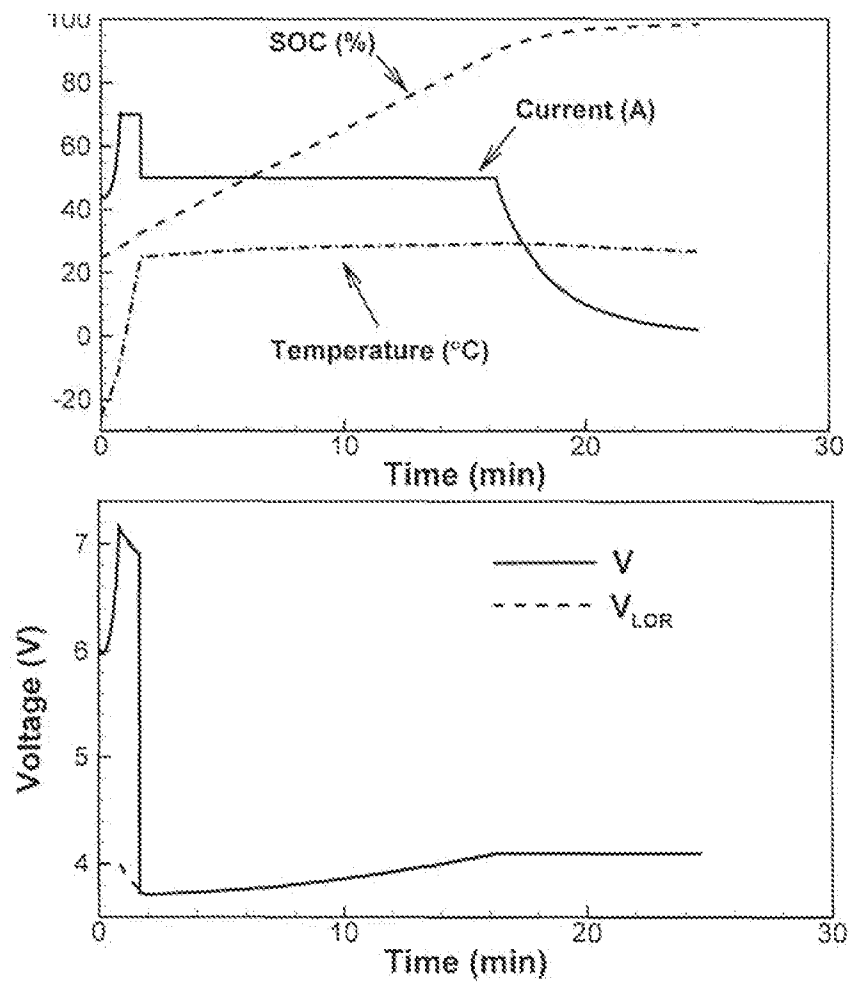 100
SOC (%)
80
Current (A)
60
40
20
0
Temperature (°C)
-20
0 10 20 30
Time (min)
7
V
V_LOR
6
Voltage (V)
5
4
0 10 20 30
Time (min)